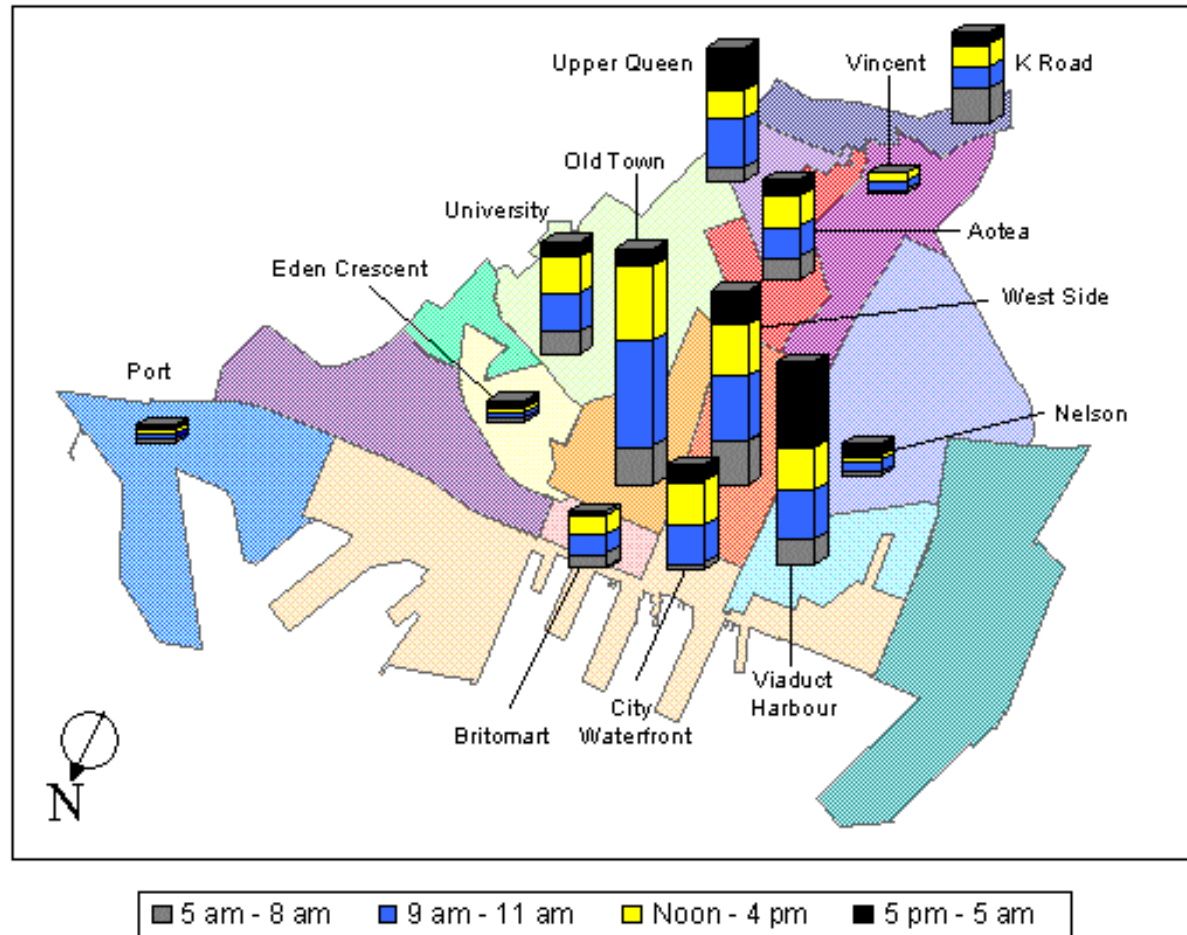 Upper Queen
Vincent
K Road
Old Town
University
Aotea
Eden Crescent
West Side
Port
Nelson
Viaduct
Harbour
City
Waterfront
Britomart
N
5 am - 8 am
9 am - 11 am
Noon - 4 pm
5 pm - 5 am